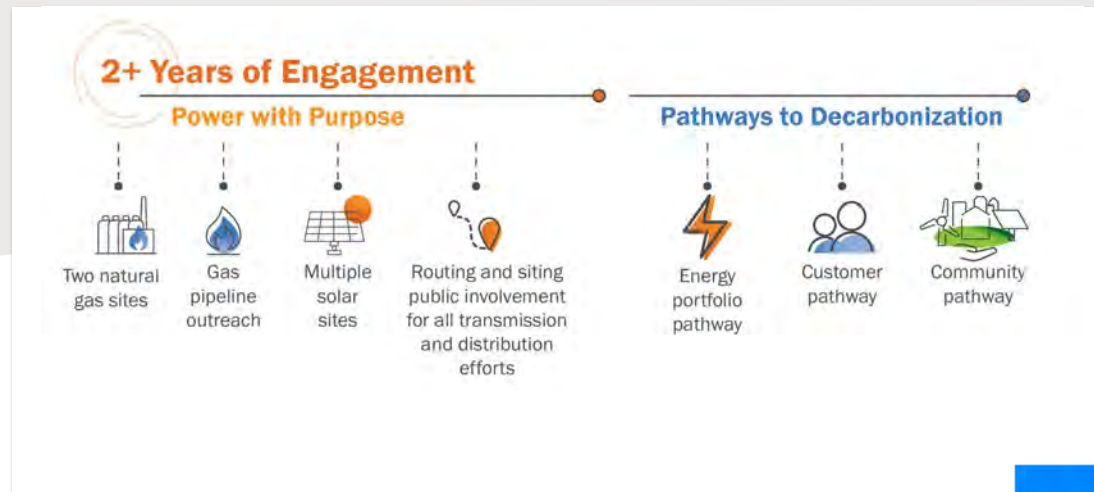 2+ Years of Engagement
Power with Purpose
Pathways to Decarbonization
Two natural
gas sites
Gas
pipeline
outreach
Multiple
solar
sites
Routing and siting
public involvement
for all transmission
and distribution
efforts
Energy
portfolio
pathway
Customer
pathway
Community
pathway